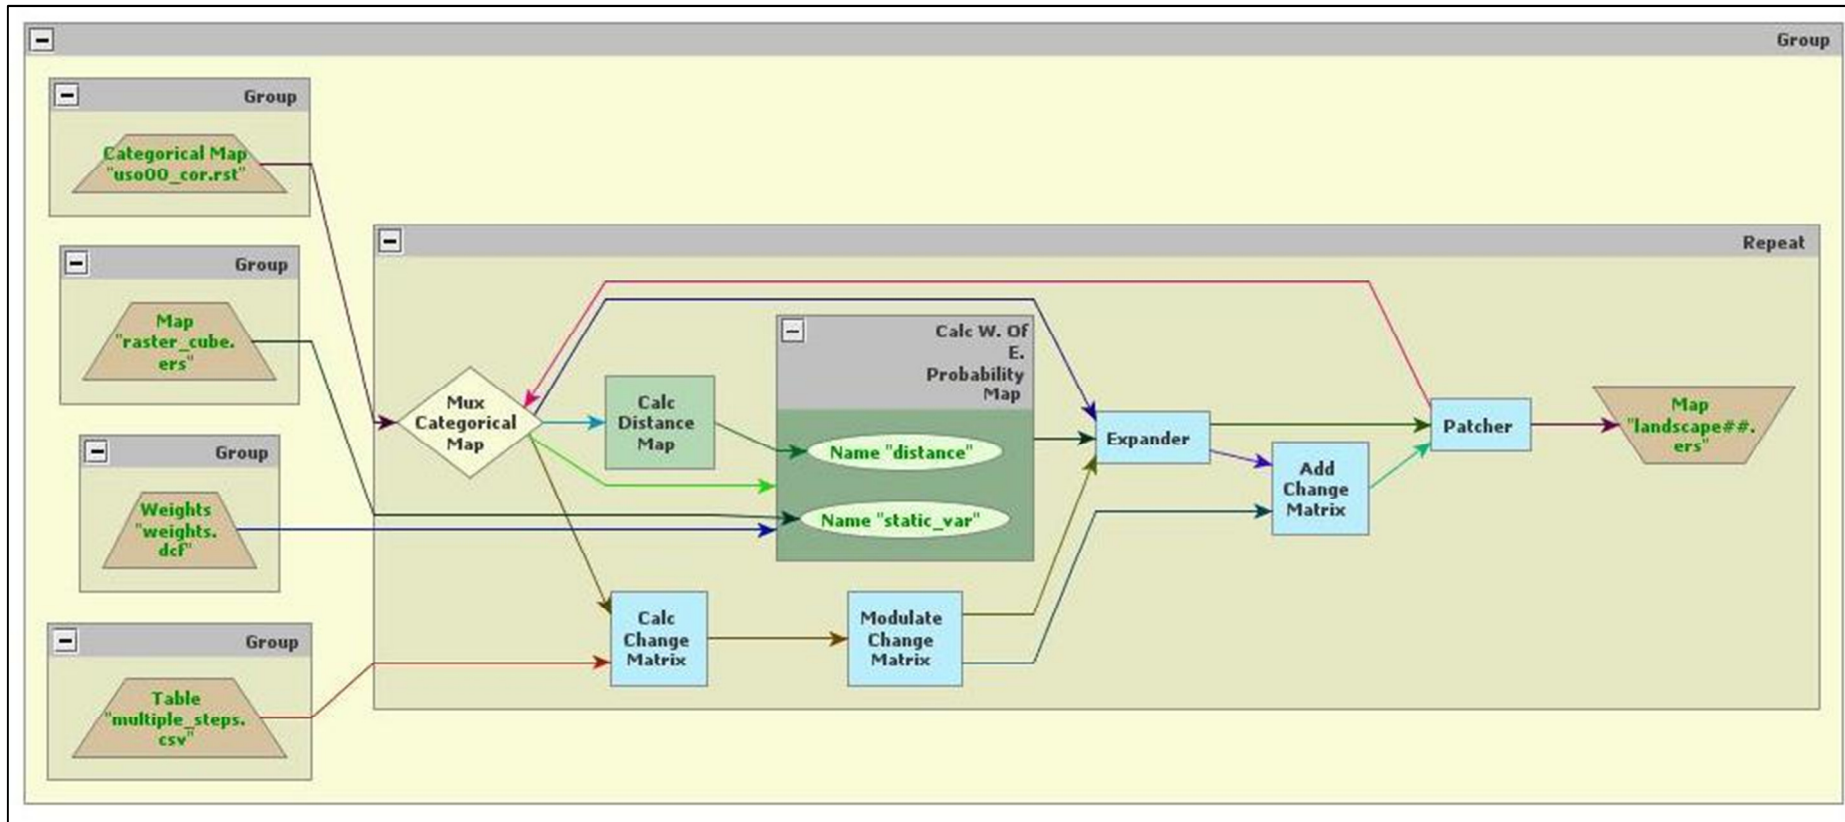 Group
Group
Categorical Map
"uso00_cor.rst"
Group
Map
"raster_cube.
ers"
Group
Weights
"weights.
dcf"
Group
Table
"multiple_steps.
csv"
Repeat
Mux
Categorical
Map
Calc
Distance
Map
Calc W. Of
E.
Probability
Map
Name "distance"
Name "static_var"
Calc
Change
Matrix
Modulate
Change
Matrix
Expander
Add
Change
Matrix
Patcher
Map
"landscape##.
ers"